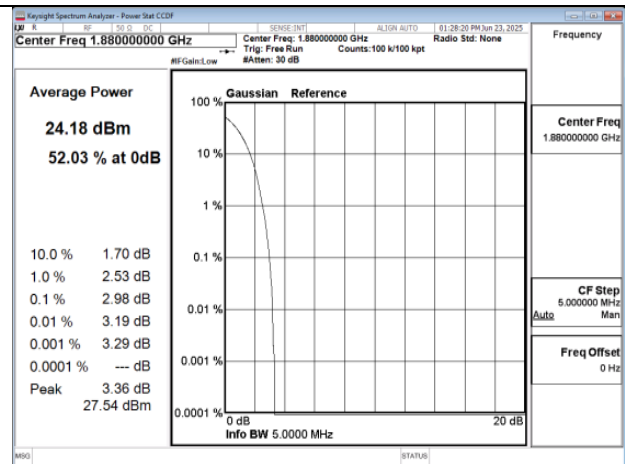 Keysight Spectrum Analyzer - Power Stat CCDF
R RF 50 Ω DC SENSE:INT ALIGN AUTO 01:28:20 PM Jun 23, 2025
Center Freq 1.880000000 GHz
Center Freq: 1.880000000 GHz Radio Std: None
Trig: Free Run Counts:100 k/100 kpt
#IFGain:Low #Atten: 30 dB
Frequency
Average Power
24.18 dBm
52.03 % at 0dB
10.0 % 1.70 dB
1.0 % 2.53 dB
0.1 % 2.98 dB
0.01 % 3.19 dB
0.001 % 3.29 dB
0.0001 % --- dB
Peak 3.36 dB
27.54 dBm
Gaussian Reference
100 %
10 %
1 %
0.1 %
0.01 %
0.001 %
0.0001 %
0 dB 20 dB
Info BW 5.0000 MHz
Center Freq
1.880000000 GHz
CF Step
5.000000 MHz
Auto Man
Freq Offset
0 Hz
MSG STATUS